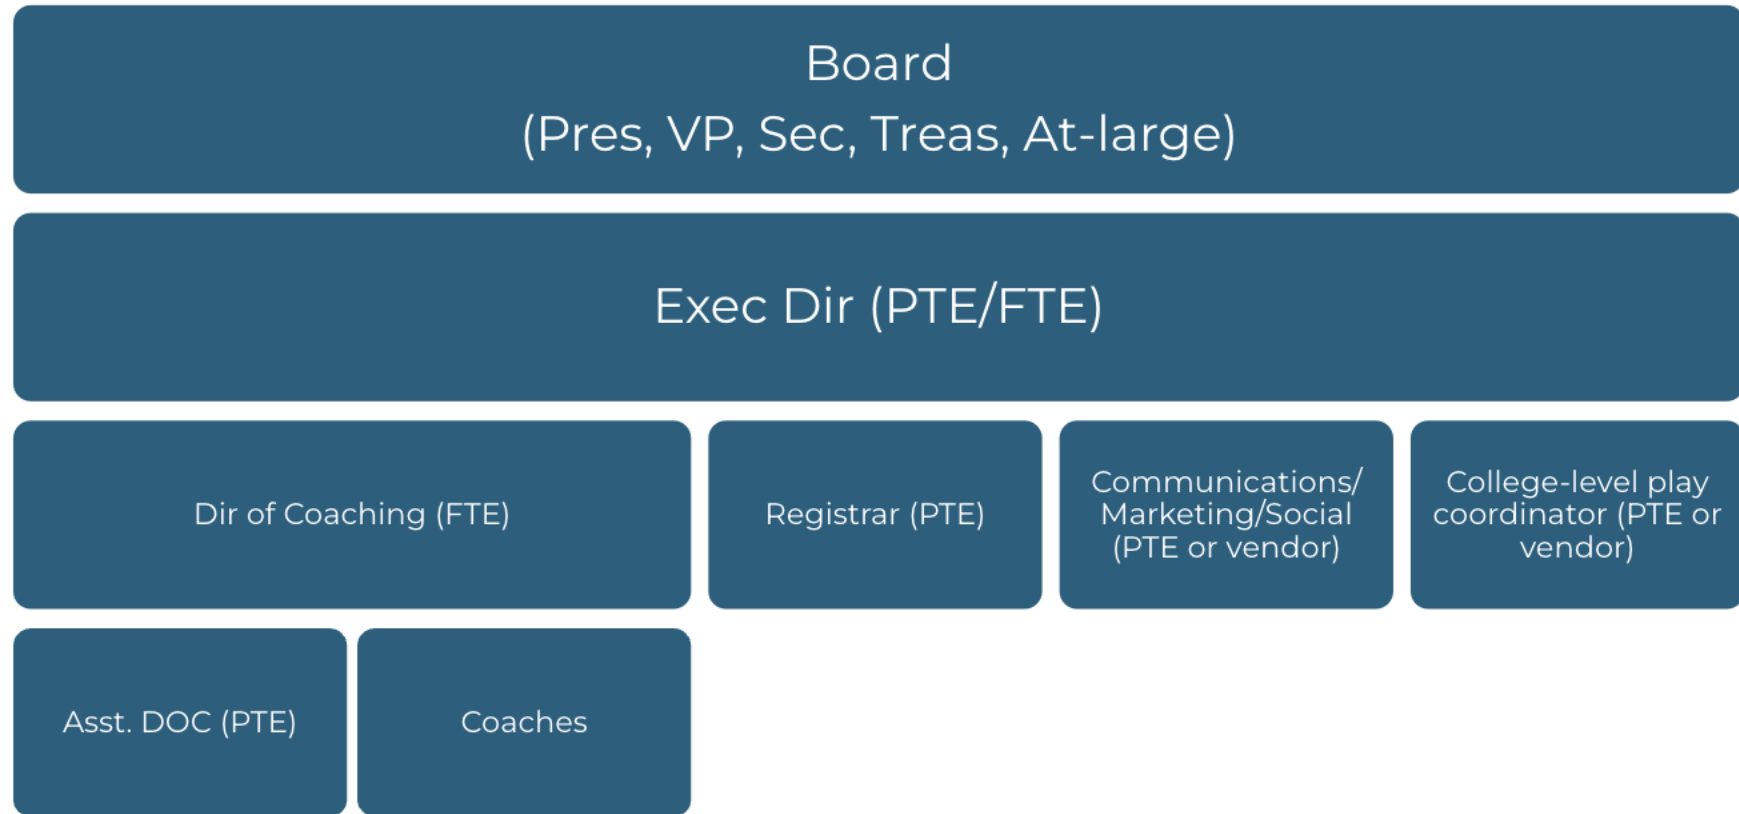 Board
(Pres, VP, Sec, Treas, At-large)
Exec Dir (PTE/FTE)
Dir of Coaching (FTE)
Registrar (PTE)
Communications/
Marketing/Social
(PTE or vendor)
College-level play
coordinator (PTE or
vendor)
Asst. DOC (PTE)
Coaches